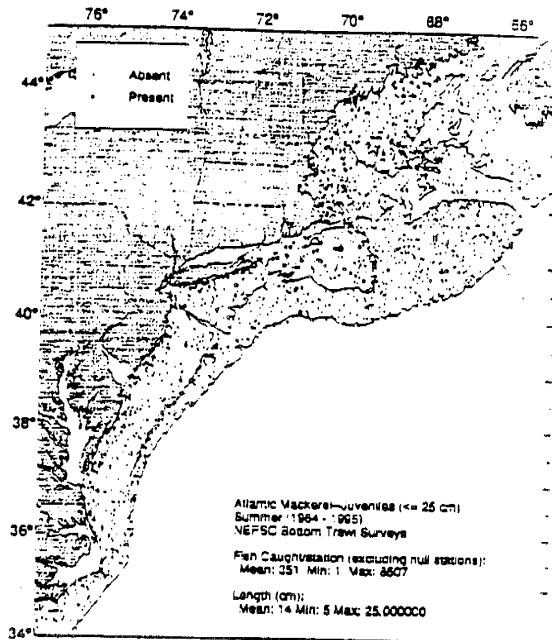 76° 74° 72° 70° 68° 66°
44°
Absent
Present
42°
40°
38°
36°
34°
Atlantic Mackerel-Juveniles (<= 25 cm)
Summer (1964 - 1995)
NEFSC Bottom Trawl Surveys
Fish Caught/station (excluding null stations):
Mean: 351 Min: 1 Max: 8507
Length (cm):
Mean: 14 Min: 5 Max: 25.000000